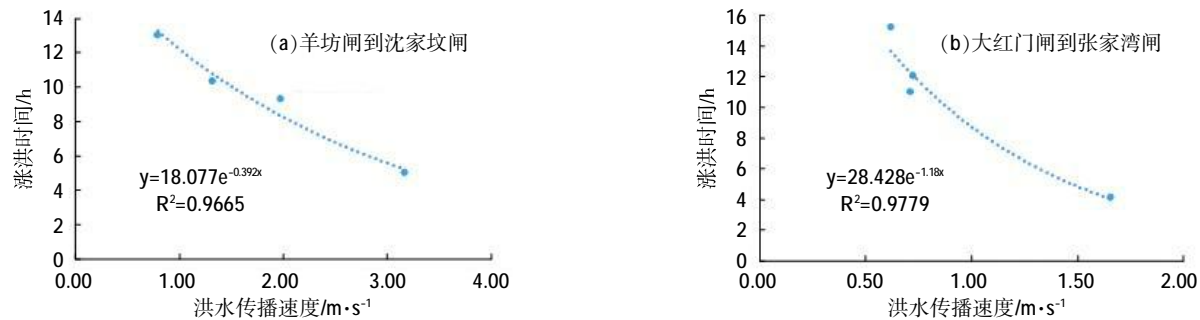 14
12
10
8
6
4
2
0
涨洪时间/h
(a)羊坊闸到沈家坟闸
y=18.077e⁻⁰·³⁹²ˣ
R²=0.9665
0.00 1.00 2.00 3.00 4.00
洪水传播速度/m·s⁻¹
16
14
12
10
8
6
4
2
0
涨洪时间/h
(b)大红门闸到张家湾闸
y=28.428e⁻¹·¹⁸ˣ
R²=0.9779
0.00 0.50 1.00 1.50 2.00
洪水传播速度/m·s⁻¹